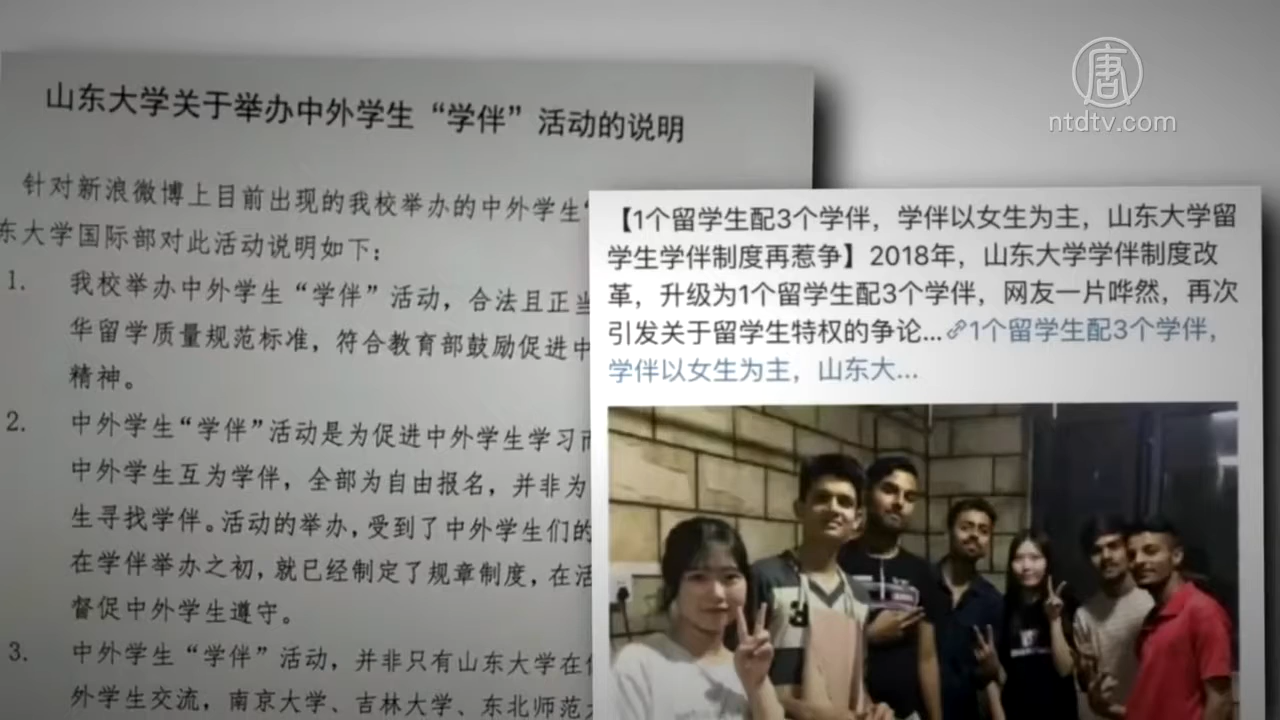 山东大学关于举办中外学生“学伴”活动的说明
针对新浪微博上目前出现的我校举办的中外学生“
东大学国际部对此活动说明如下：
1. 我校举办中外学生“学伴”活动，合法且正当
华留学质量规范标准，符合教育部鼓励促进中
精神。
2. 中外学生“学伴”活动是为促进中外学生学习而
中外学生互为学伴，全部为自由报名，并非为
生寻找学伴。活动的举办，受到了中外学生们的
在学伴举办之初，就已经制定了规章制度，在活
督促中外学生遵守。
3. 中外学生“学伴”活动，并非只有山东大学在
外学生交流，南京大学、吉林大学、东北师范
唐
ntdtv.com
【1个留学生配3个学伴，学伴以女生为主，山东大学留
学生学伴制度再惹争】2018年，山东大学学伴制度改
革，升级为1个留学生配3个学伴，网友一片哗然，再次
引发关于留学生特权的争论...1个留学生配3个学伴，
学伴以女生为主，山东大...